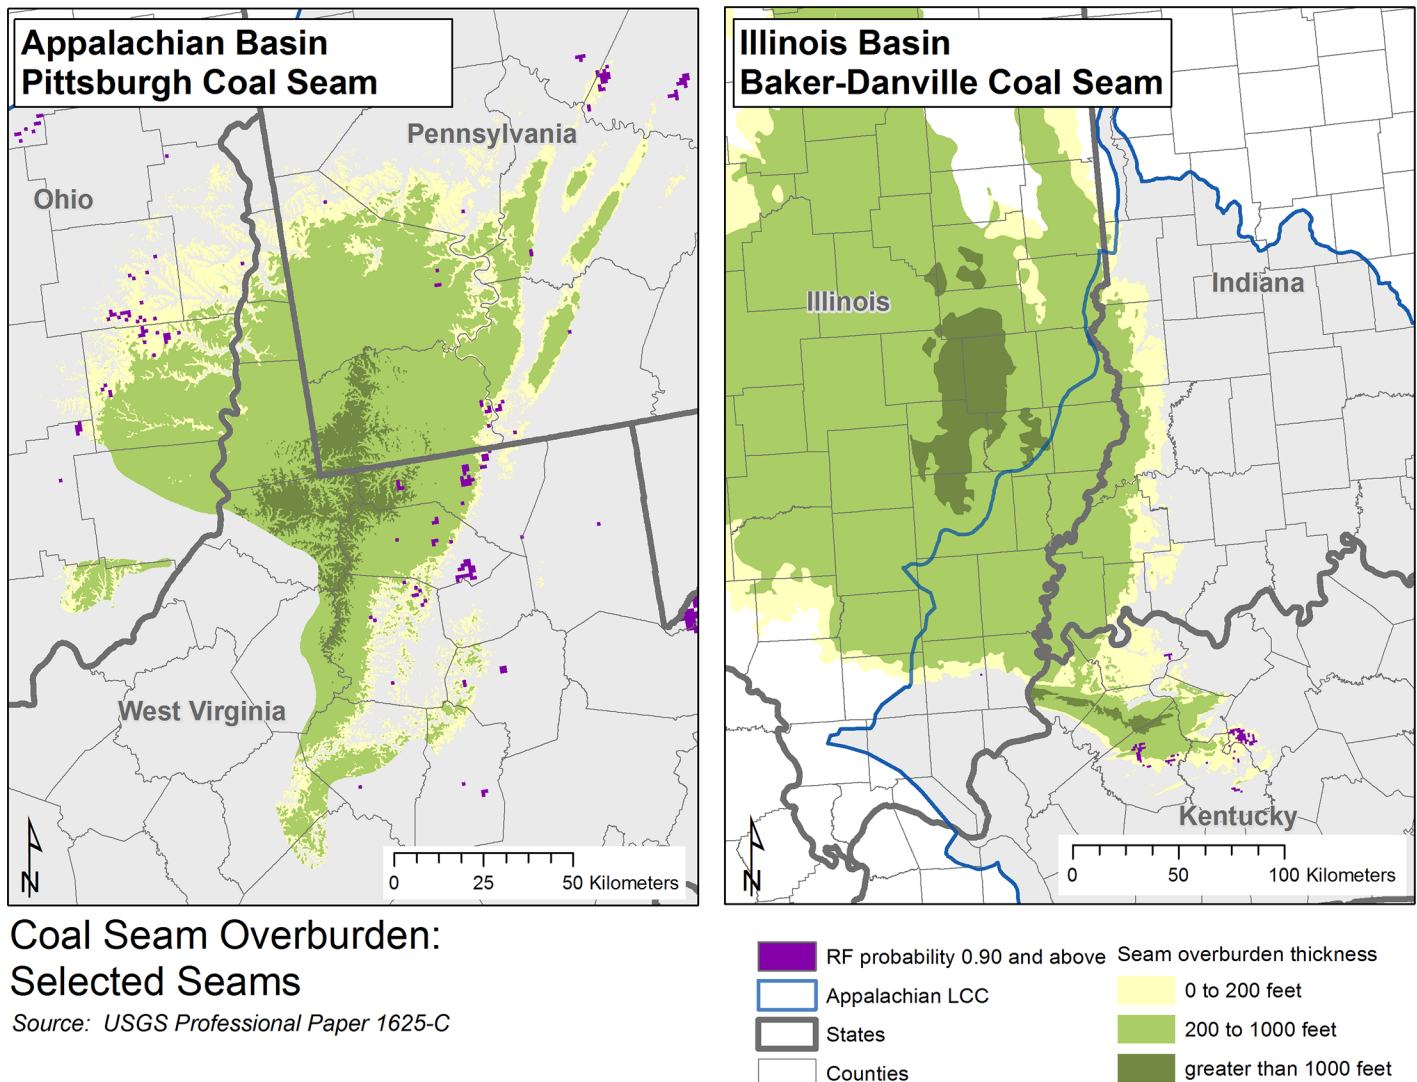 Appalachian Basin
Pittsburgh Coal Seam
Pennsylvania
Ohio
West Virginia
N
0 25 50 Kilometers
Illinois Basin
Baker-Danville Coal Seam
Indiana
Illinois
Kentucky
N
0 50 100 Kilometers
Coal Seam Overburden:
Selected Seams
Source: USGS Professional Paper 1625-C
RF probability 0.90 and above
Appalachian LCC
States
Counties
Seam overburden thickness
0 to 200 feet
200 to 1000 feet
greater than 1000 feet